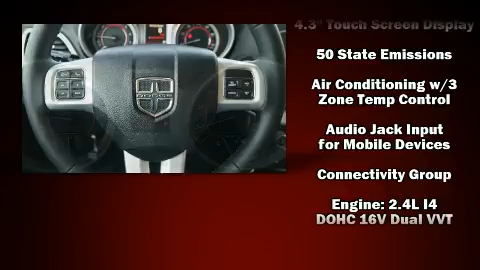 4.3" Touch Screen Display
50 State Emissions
Air Conditioning w/3
Zone Temp Control
Audio Jack Input
for Mobile Devices
Connectivity Group
Engine: 2.4L I4
DOHC 16V Dual VVT
DODGE